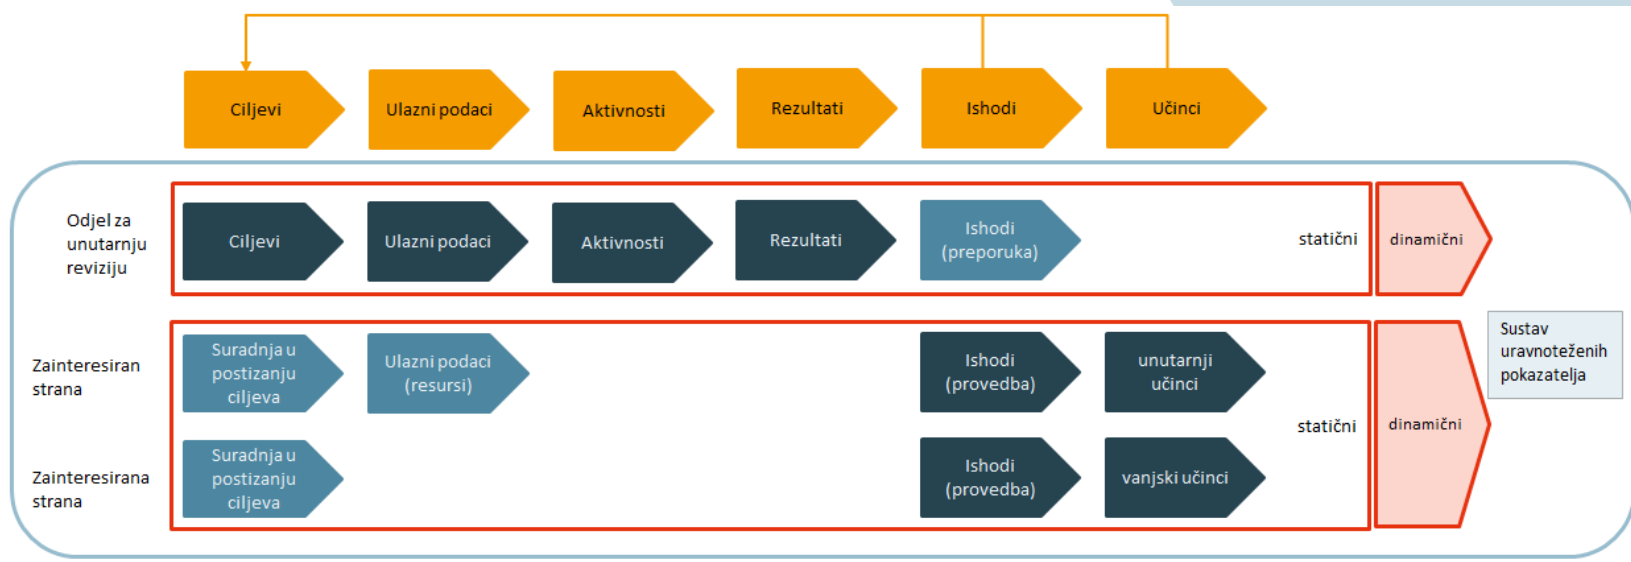 Ciljevi
Ulazni podaci
Aktivnosti
Rezultati
Ishodi
Učinci
Odjel za
unutarnju
reviziju
Ciljevi
Ulazni podaci
Aktivnosti
Rezultati
Ishodi
(preporuka)
statični
dinamični
Zainteresiran
strana
Suradnja u
postizanju
ciljeva
Ulazni podaci
(resursi)
Ishodi
(provedba)
unutarnji
učinci
Zainteresirana
strana
Suradnja u
postizanju
ciljeva
Ishodi
(provedba)
vanjski učinci
statični
dinamični
Sustav
uravnoteženih
pokazatelja